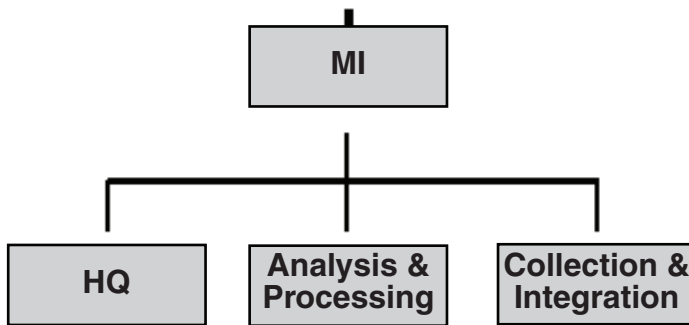 MI
HQ
Analysis &
Processing
Collection &
Integration